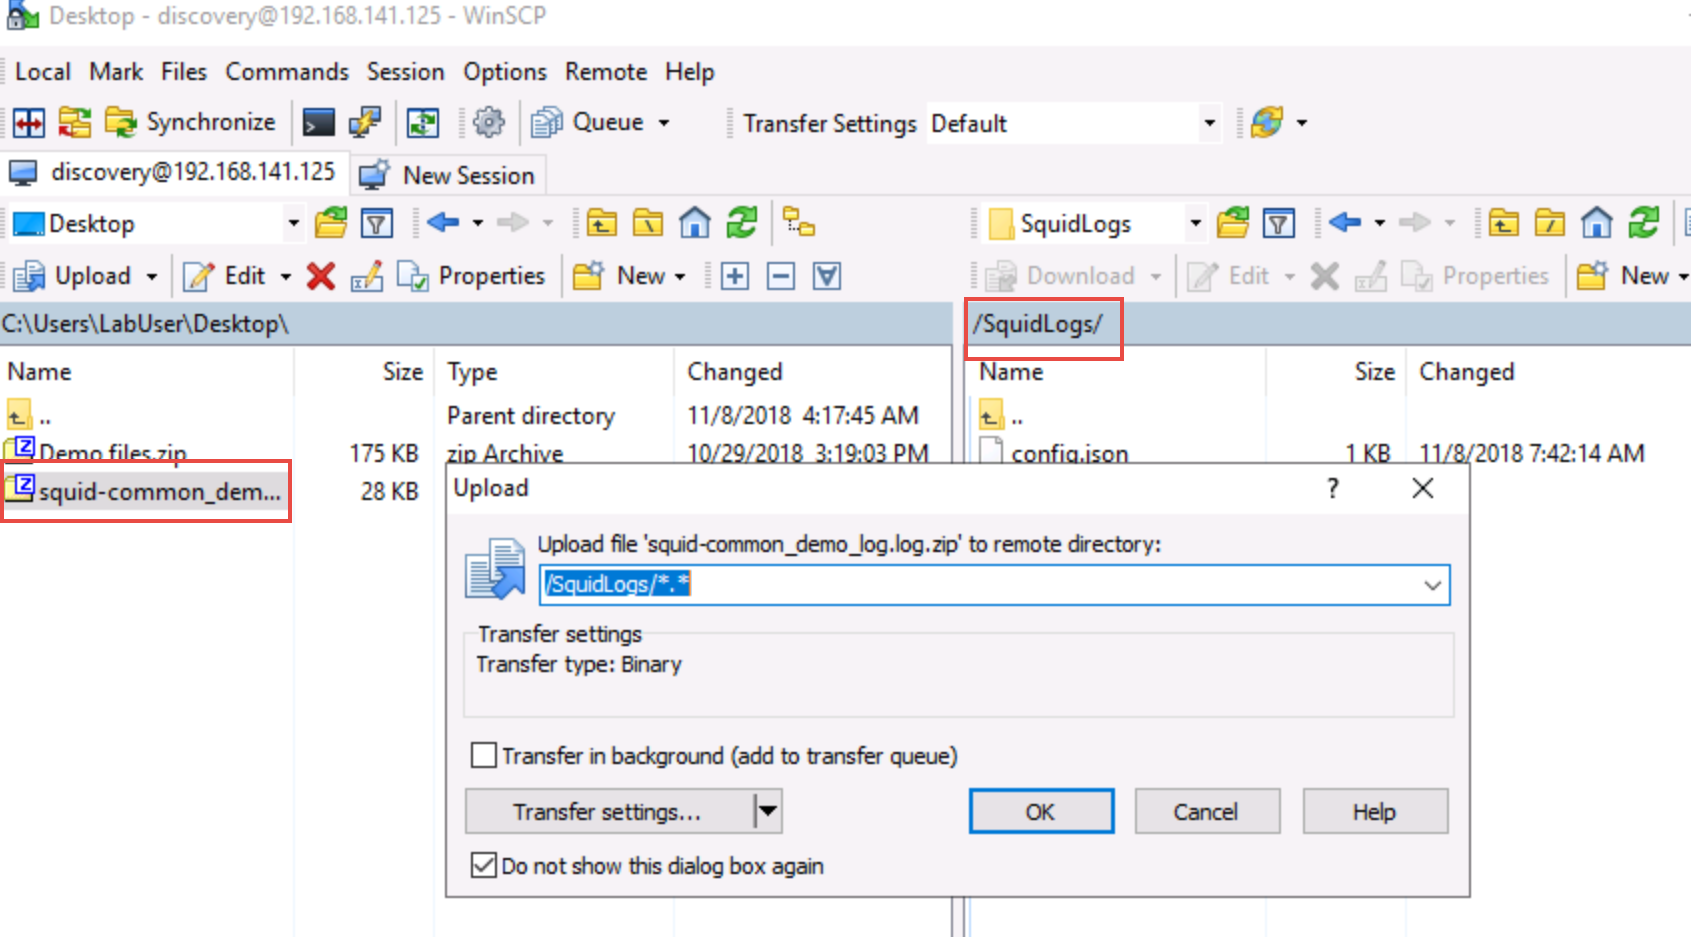 Desktop - discovery@192.168.141.125 - WinSCP
Local Mark Files Commands Session Options Remote Help
Synchronize Queue Transfer Settings Default
discovery@192.168.141.125 New Session
Desktop SquidLogs
Upload Edit Properties New Download Edit Properties New
C:\Users\LabUser\Desktop\ /SquidLogs/
Name Size Type Changed Name Size Changed
.. Parent directory 11/8/2018 4:17:45 AM ..
Demo files.zip 175 KB zip Archive 10/29/2018 3:19:03 PM config.json 1 KB 11/8/2018 7:42:14 AM
squid-common_dem... 28 KB
Upload ?
Upload file 'squid-common_demo_log.log.zip' to remote directory:
/SquidLogs/*.*
Transfer settings
Transfer type: Binary
Transfer in background (add to transfer queue)
Transfer settings... OK Cancel Help
Do not show this dialog box again